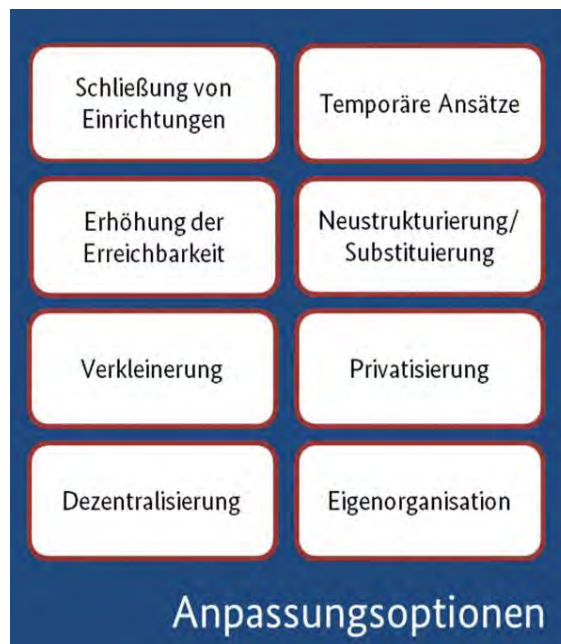 Schließung von
Einrichtungen
Temporäre Ansätze
Erhöhung der
Erreichbarkeit
Neustrukturierung/
Substituierung
Verkleinerung
Privatisierung
Dezentralisierung
Eigenorganisation
Anpassungsoptionen